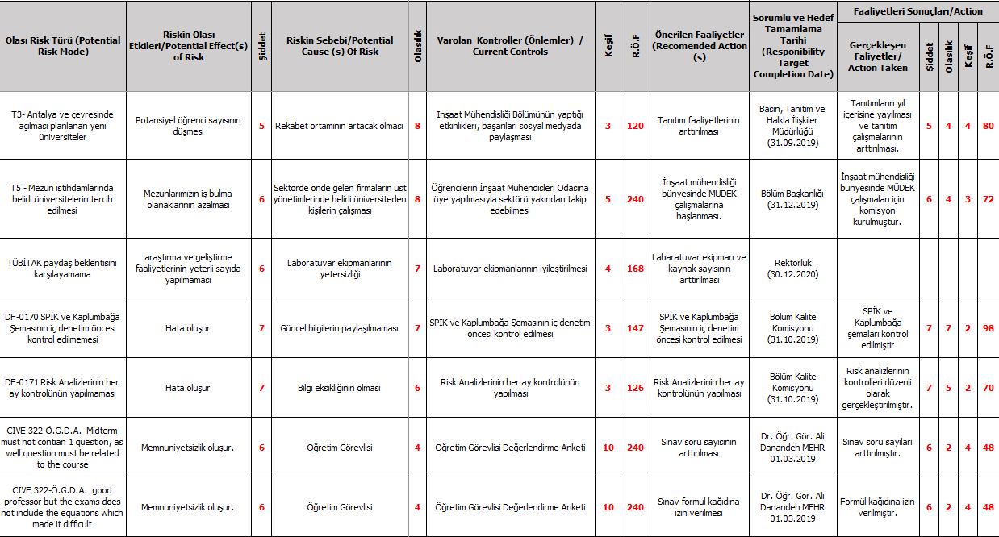 Olası Risk Türü (Potential
Risk Mode)
Riskin Olası
Etkileri/Potential Effect(s)
of Risk
Şiddet
Riskin Sebebi/Potential
Cause (s) Of Risk
Olasılık
Varolan Kontroller (Önlemler) /
Current Controls
Keşif
R.Ö.F
Önerilen Faaliyetler
(Recomended Action
(s)
Sorumlu ve Hedef
Tamamlama
Tarihi
(Responibility
Target
Completion Date)
Faaliyetleri Sonuçları/Action
Gerçekleşen
Faliyetler/
Action Taken
Şiddet
Olasılık
Keşif
R.Ö.F
T3- Antalya ve çevresinde
açılması planlanan yeni
üniversiteler
Potansiyel öğrenci sayısının
düşmesi
5
Rekabet ortamının artacak olması
8
İnşaat Mühendisliği Bölümünün yaptığı
etkinlikleri, başarıları sosyal medyada
paylaşması
3
120
Tanıtım faaliyetlerinin
arttırılması
Basın, Tanıtım ve
Halkla İlişkiler
Müdürlüğü
(31.09.2019)
Tanıtımların yıl
içerisine yayılması
ve tanıtım
çalışmalarının
arttırılması.
5
4
4
80
T5 - Mezun istihdamlarında
belirli üniversitelerin tercih
edilmesi
Mezunlarımızın iş bulma
olanaklarının azalması
6
Sektörde önde gelen firmaların üst
yönetimlerinde belirli üniversiteden
kişilerin çalışması
8
Öğrencilerin İnşaat Mühendisleri Odasına
üye yapılmasıyla sektörü yakından takip
edebilmesi
5
240
İnşaat mühendisliği
bünyesinde MÜDEK
çalışmalarına
başlanması.
Bölüm Başkanlığı
(31.12.2019)
İnşaat mühendisliği
bünyesinde MÜDEK
çalışmaları için
komisyon
kurulmuştur.
6
4
3
72
TÜBİTAK paydaş beklentisini
karşılayamama
araştırma ve geliştirme
faaliyetlerinin yeterli sayıda
yapılmaması
6
Laboratuvar ekipmanlarının
yetersizliği
7
Laboratuvar ekipmanlarının iyileştirilmesi
4
168
Labaratuvar ekipman ve
kaynak sayısının
arttırılması
Rektörlük
(30.12.2020)
DF-0170 SPİK ve Kaplumbağa
Şemasının iç denetim öncesi
kontrol edilmemesi
Hata oluşur
7
Güncel bilgilerin paylaşılmaması
7
SPİK ve Kaplumbağa Şemasının iç denetim
öncesi kontrol edilmesi
3
147
SPİK ve Kaplumbağa
Şemasının iç denetim
öncesi kontrol edilmesi
Bölüm Kalite
Komisyonu
(31.10.2019)
SPİK ve
Kaplumbağa
şemaları kontrol
edilmiştir
7
7
2
98
DF-0171 Risk Analizlerinin her
ay kontrolünün yapılmaması
Hata oluşur
7
Bilgi eksikliğinin olması
6
Risk Analizlerinin her ay kontrolünün
yapılması
3
126
Risk Analizlerinin her ay
kontrolünün yapılması
Bölüm Kalite
Komisyonu
(31.10.2019)
Risk analizlerinin
kontrolleri düzenli
olarak
gerçekleştirilmiştir.
7
5
2
70
CIVE 322-Ö.G.D.A. Midterm
must not contian 1 question, as
well question must be related
to the course
Memnuniyetsizlik oluşur.
6
Öğretim Görevlisi
4
Öğretim Görevlisi Değerlendirme Anketi
10
240
Sınav soru sayısının
arttırılması
Dr. Öğr. Gör. Ali
Danandeh MEHR
01.03.2019
Sınav soru sayıları
arttırılmıştır.
6
2
4
48
CIVE 322-Ö.G.D.A. good
professor but the exams does
not include the equations which
made it difficult
Memnuniyetsizlik oluşur.
6
Öğretim Görevlisi
4
Öğretim Görevlisi Değerlendirme Anketi
10
240
Sınav formul kağıdına
izin verilmesi
Dr. Öğr. Gör. Ali
Danandeh MEHR
01.03.2019
Formül kağıdına izin
verilmiştir.
6
2
4
48